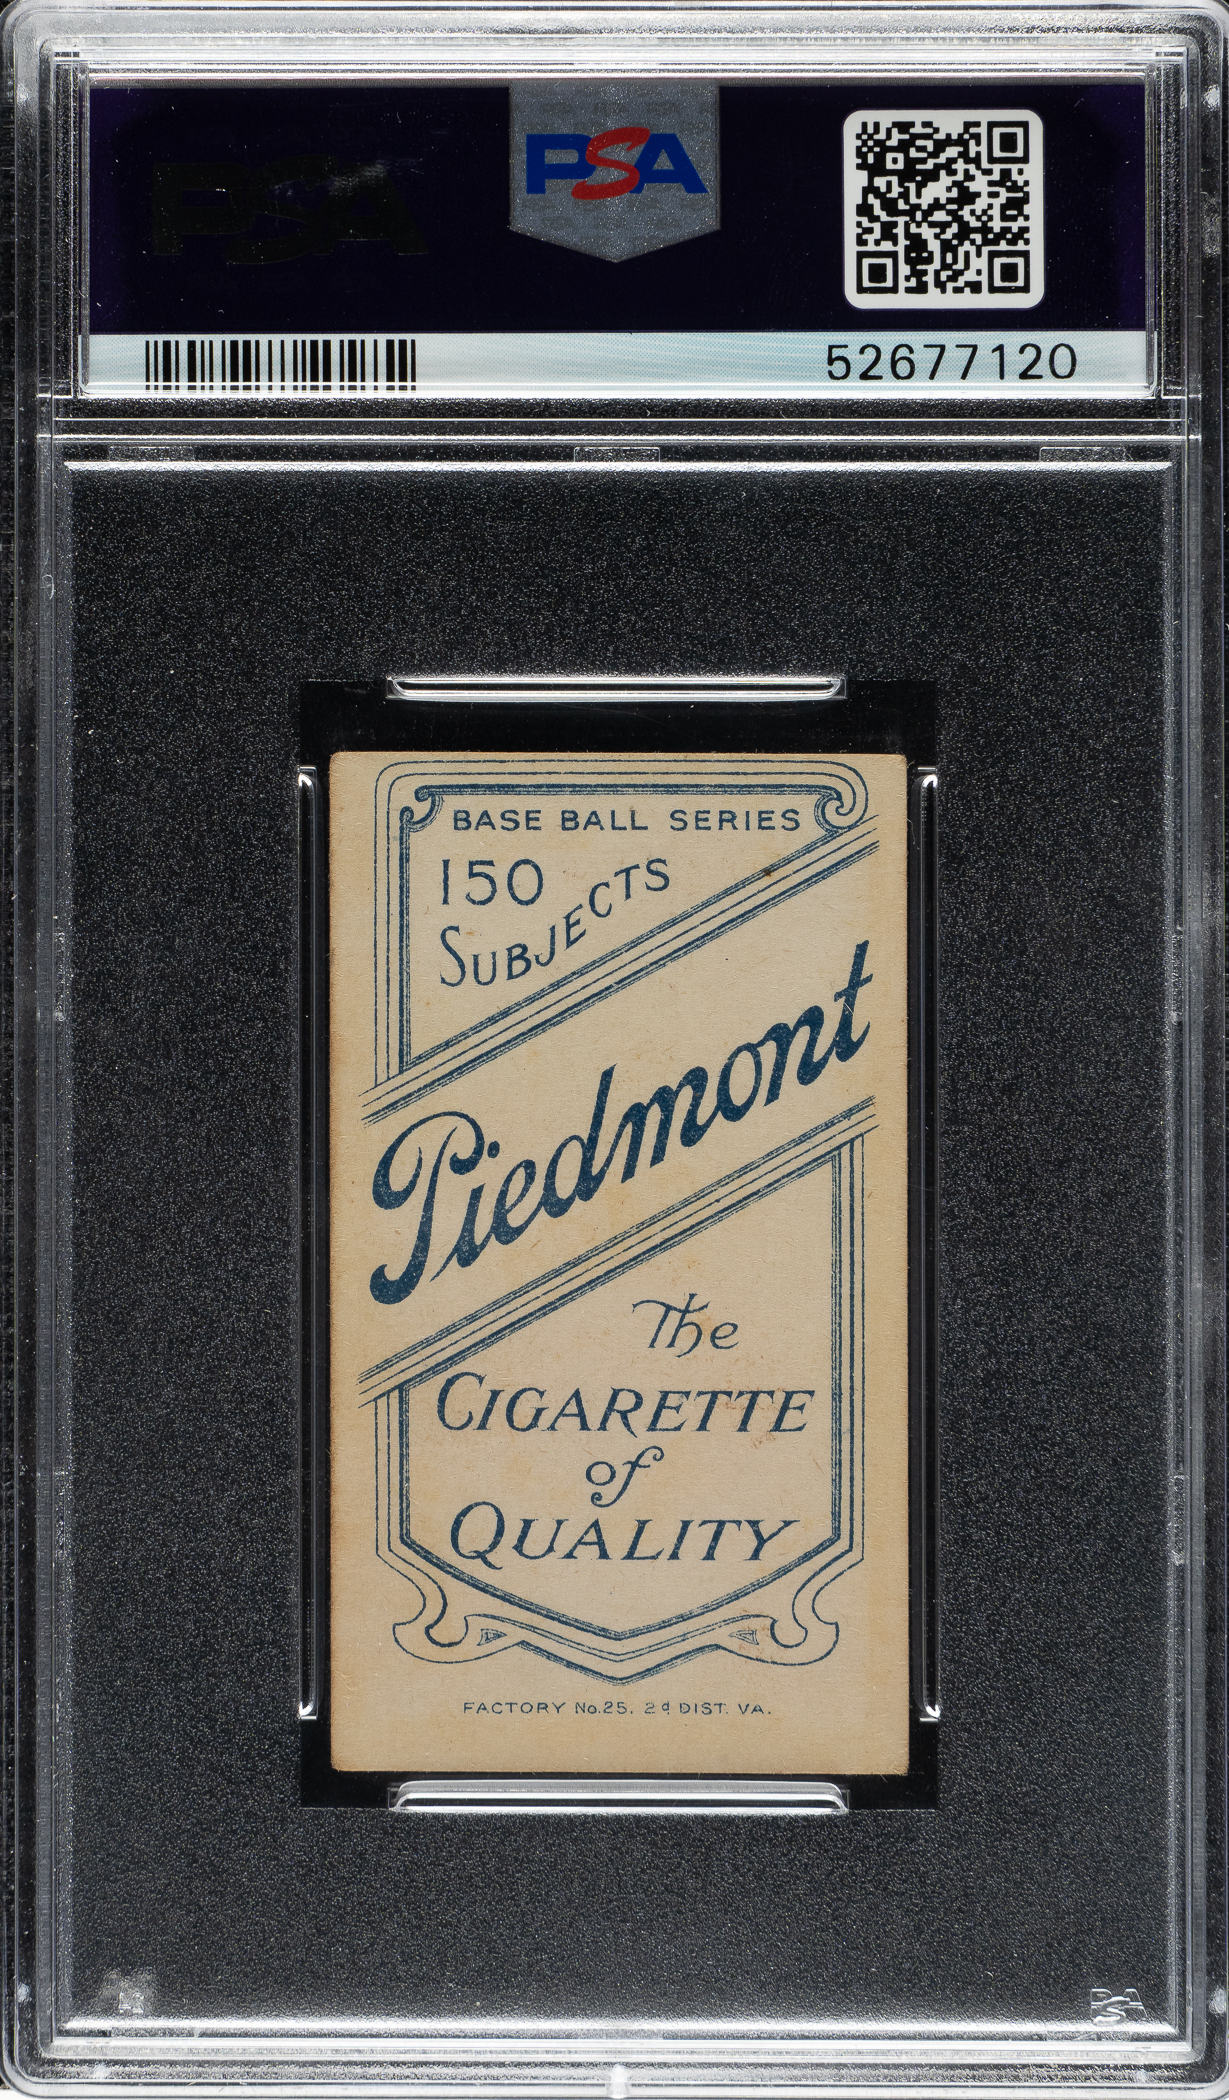 PSA
PSA
52677120
BASE BALL SERIES
150
SUBJECTS
Piedmont
The
CIGARETTE
of
QUALITY
FACTORY No.25. 2d DIST. VA.
PSA